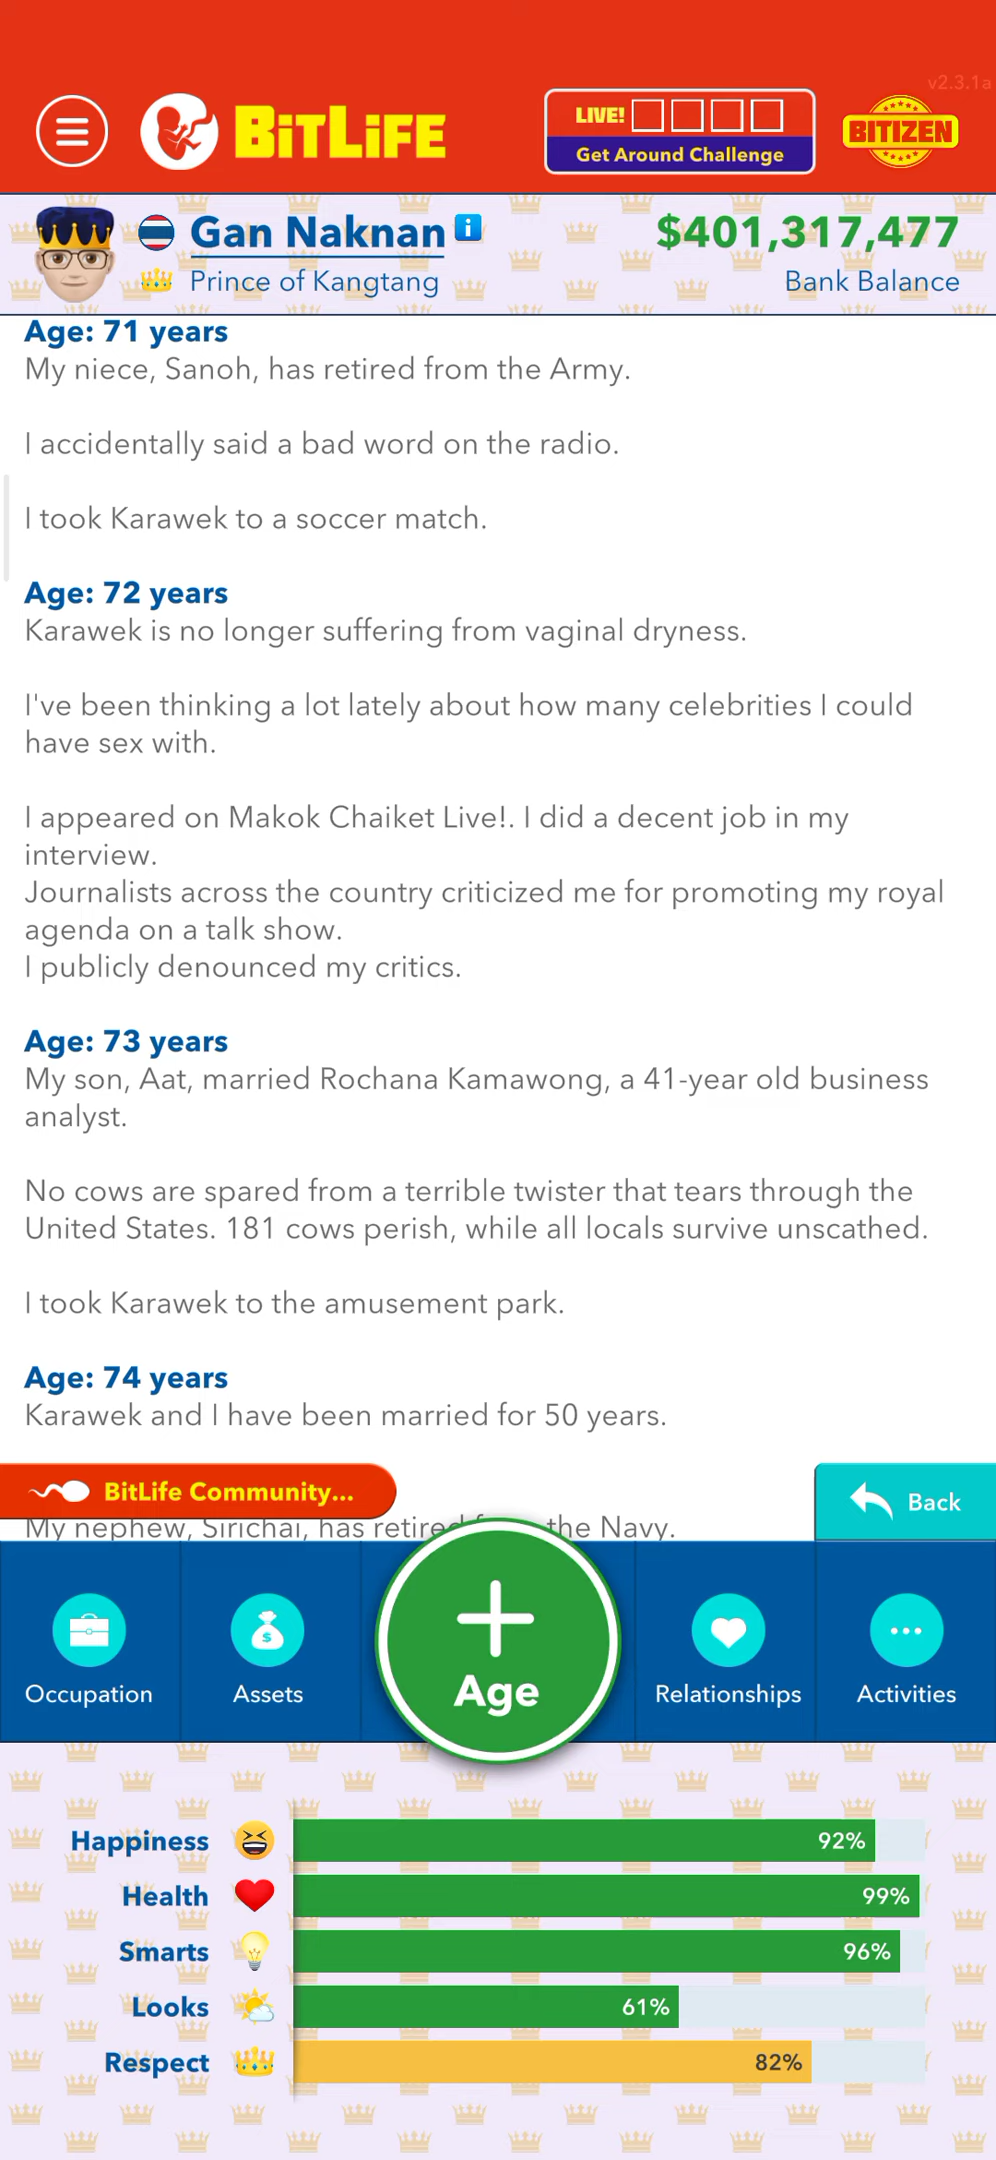 v2.3.1a
BiTLiFE
LIVE!
Get Around Challenge
BITIZEN
Gan Naknan
$401,317,477
Prince of Kangtang
Bank Balance
Age: 71 years
My niece, Sanoh, has retired from the Army.
I accidentally said a bad word on the radio.
I took Karawek to a soccer match.
Age: 72 years
Karawek is no longer suffering from vaginal dryness.
I've been thinking a lot lately about how many celebrities I could
have sex with.
I appeared on Makok Chaiket Live!. I did a decent job in my
interview.
Journalists across the country criticized me for promoting my royal
agenda on a talk show.
I publicly denounced my critics.
Age: 73 years
My son, Aat, married Rochana Kamawong, a 41-year old business
analyst.
No cows are spared from a terrible twister that tears through the
United States. 181 cows perish, while all locals survive unscathed.
I took Karawek to the amusement park.
Age: 74 years
Karawek and I have been married for 50 years.
BitLife Community...
Back
My nephew, Sirichai, has retired the Navy.
Occupation
Assets
Age
Relationships
Activities
Happiness 92%
Health 99%
Smarts 96%
Looks 61%
Respect 82%